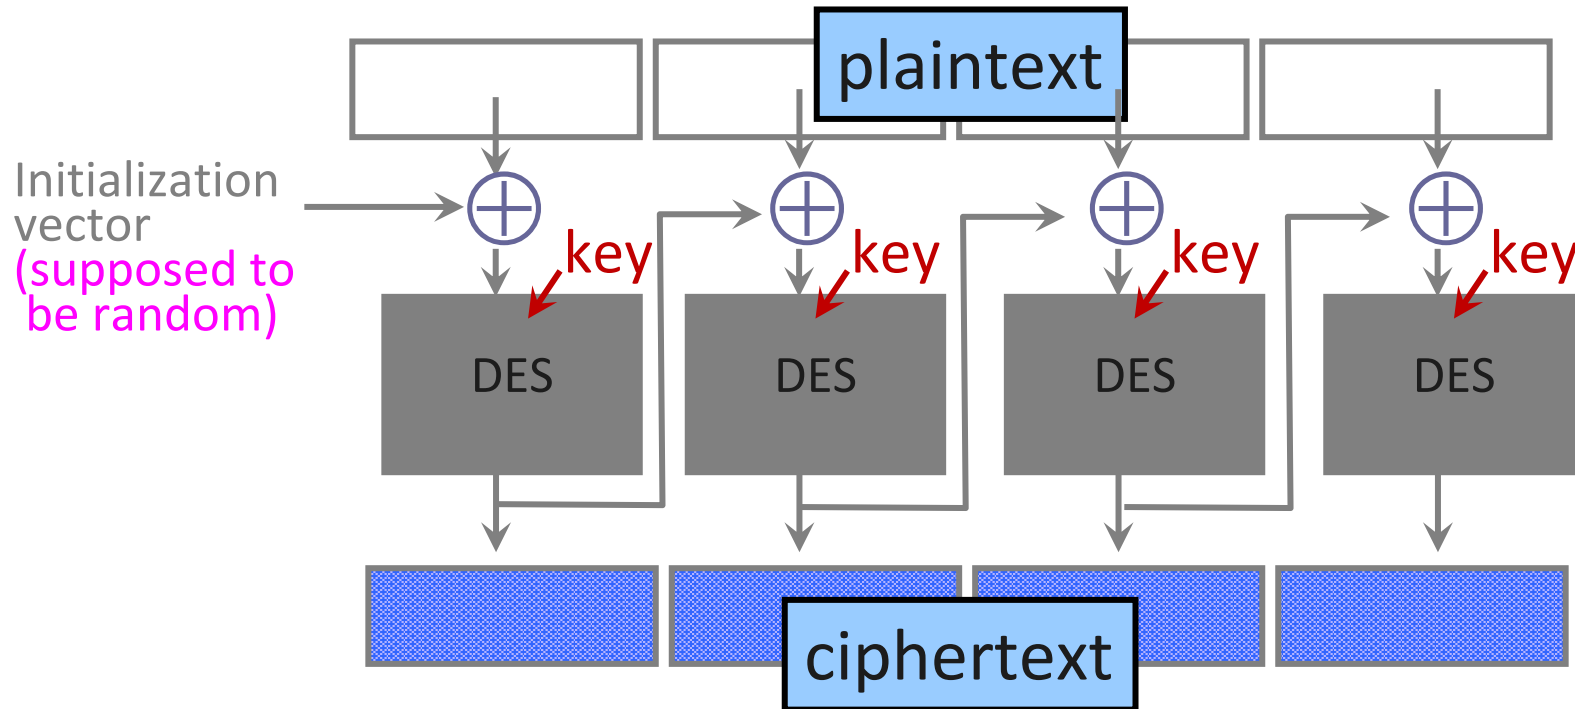 plaintext
Initialization
vector
(supposed to
be random)
key
key
key
key
DES
DES
DES
DES
ciphertext